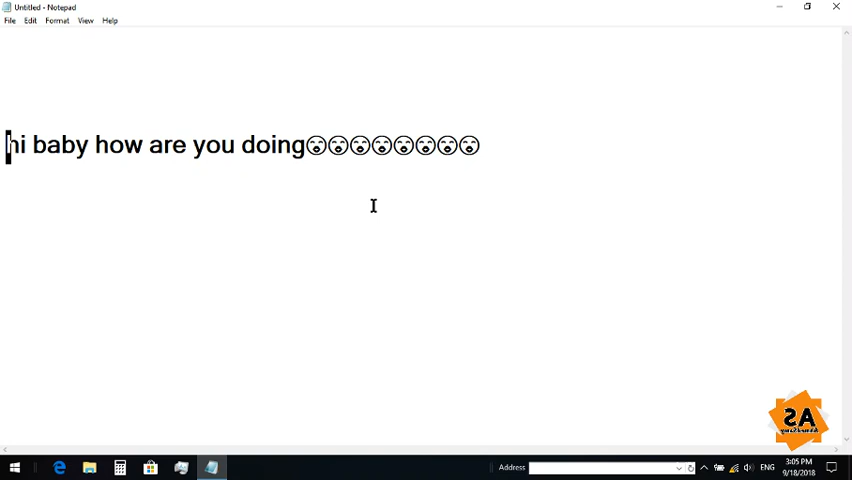 Untitled - Notepad
File Edit Format View Help
hi baby how are you doing😙😙😙😙😙😙😙😙
AS
Address
ENG
3:05 PM
9/18/2018